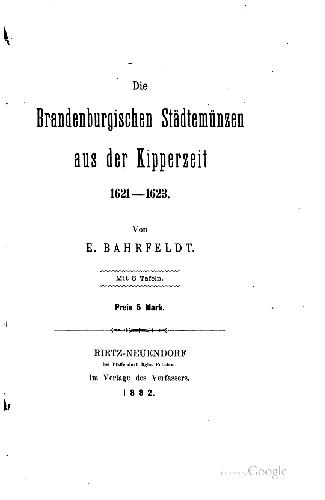 Die
Brandenburgischen Städtemünzen
aus der Kipperzeit
1621—1623.
Von
E. BAHRFELDT.
Mit 6 Tafeln.
Preis 5 Mark.
RIETZ-NEUENDORF
bei
Im Verlage des Verfassers.
1882.
Google